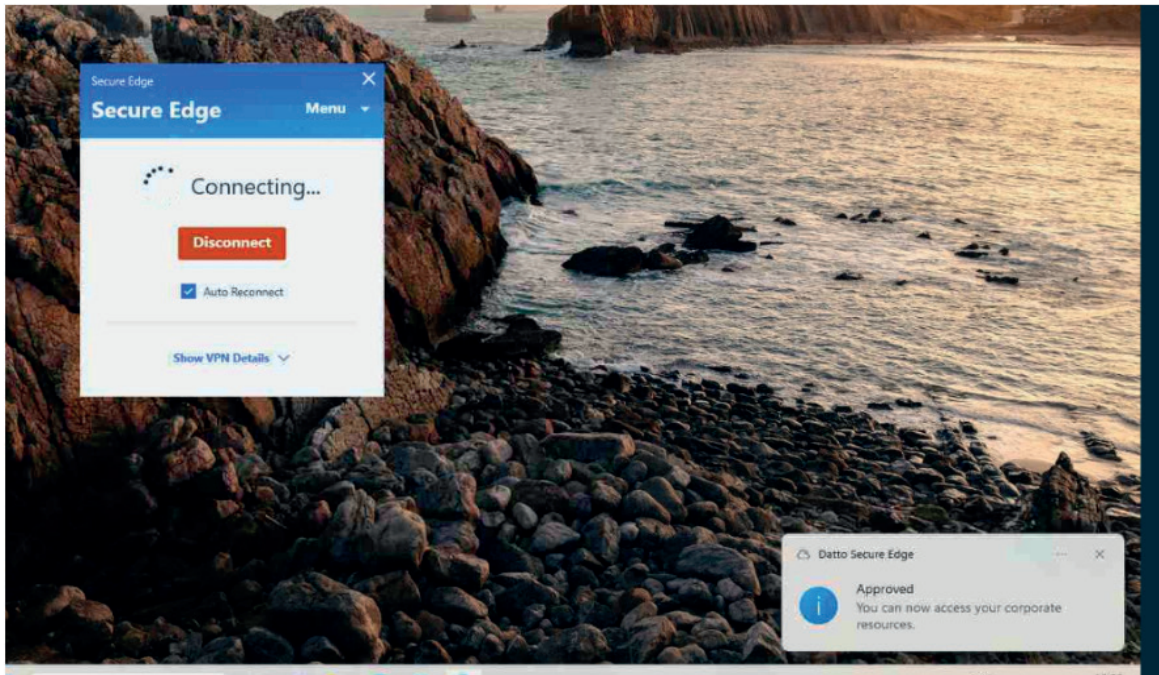 Secure Edge
Secure Edge
Menu
Connecting...
Disconnect
Auto Reconnect
Show VPN Details
Datto Secure Edge
Approved
You can now access your corporate
resources.